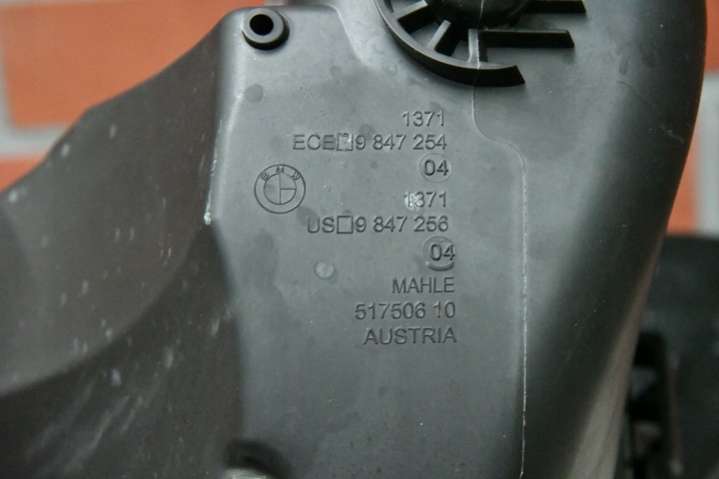 1371
ECE□9 847 254
04
BMW
1371
US□9 847 256
04
MAHLE
517506 10
AUSTRIA